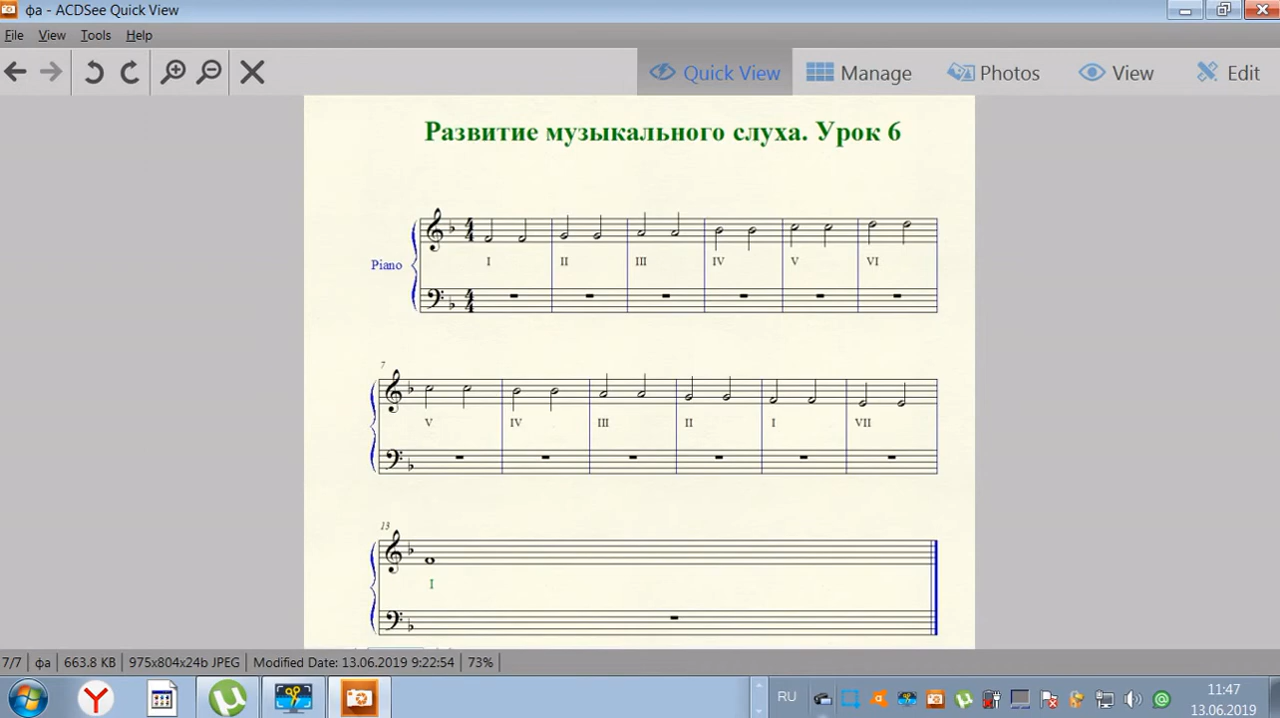 фа - ACDSee Quick View
File View Tools Help
Quick View Manage Photos View Edit
Развитие музыкального слуха. Урок 6
Piano
I II III IV V VI
7
V IV III II I VII
13
I
7/7 фа 663.8 KB 975x804x24b JPEG Modified Date: 13.06.2019 9:22:54 73%
RU
11:47
13.06.2019